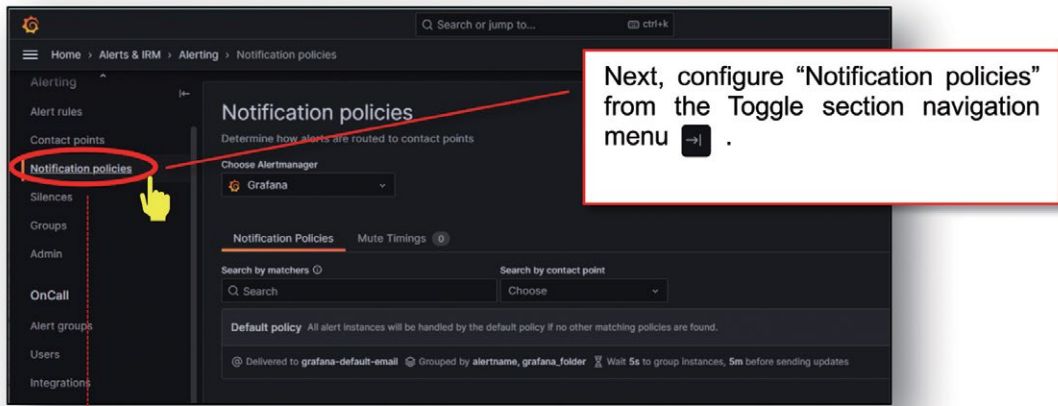 Search or jump to... ctrl+k
Home › Alerts & IRM › Alerting › Notification policies
Next, configure “Notification policies”
from the Toggle section navigation
menu .
Alerting
Alert rules
Contact points
Notification policies
Silences
Groups
Admin
OnCall
Alert groups
Users
Integrations
Notification policies
Determine how alerts are routed to contact points
Choose Alertmanager
Grafana
Notification Policies Mute Timings 0
Search by matchers Search by contact point
Search Choose
Default policy All alert instances will be handled by the default policy if no other matching policies are found.
Delivered to grafana-default-email Grouped by alertname, grafana_folder Wait 5s to group instances, 5m before sending updates